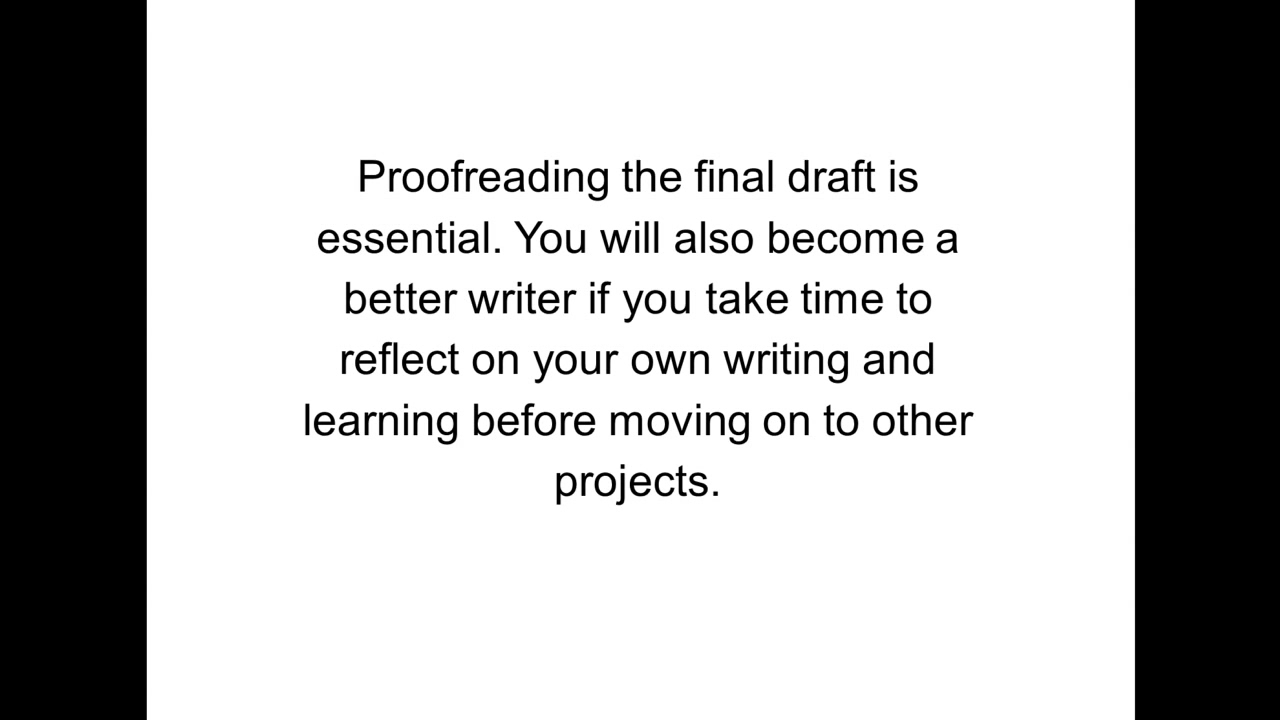 Proofreading the final draft is
essential. You will also become a
better writer if you take time to
reflect on your own writing and
learning before moving on to other
projects.